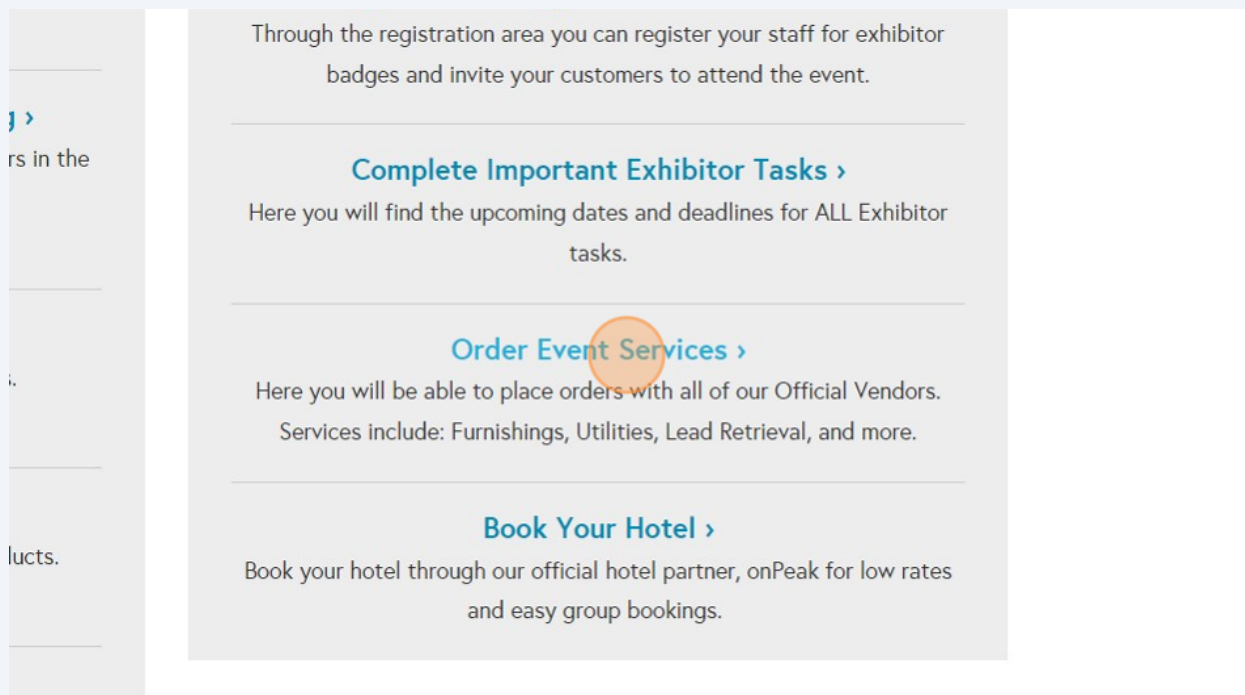 Through the registration area you can register your staff for exhibitor
badges and invite your customers to attend the event.
›
rs in the
Complete Important Exhibitor Tasks ›
Here you will find the upcoming dates and deadlines for ALL Exhibitor
tasks.
Order Event Services ›
Here you will be able to place orders with all of our Official Vendors.
Services include: Furnishings, Utilities, Lead Retrieval, and more.
Book Your Hotel ›
lucts.
Book your hotel through our official hotel partner, onPeak for low rates
and easy group bookings.